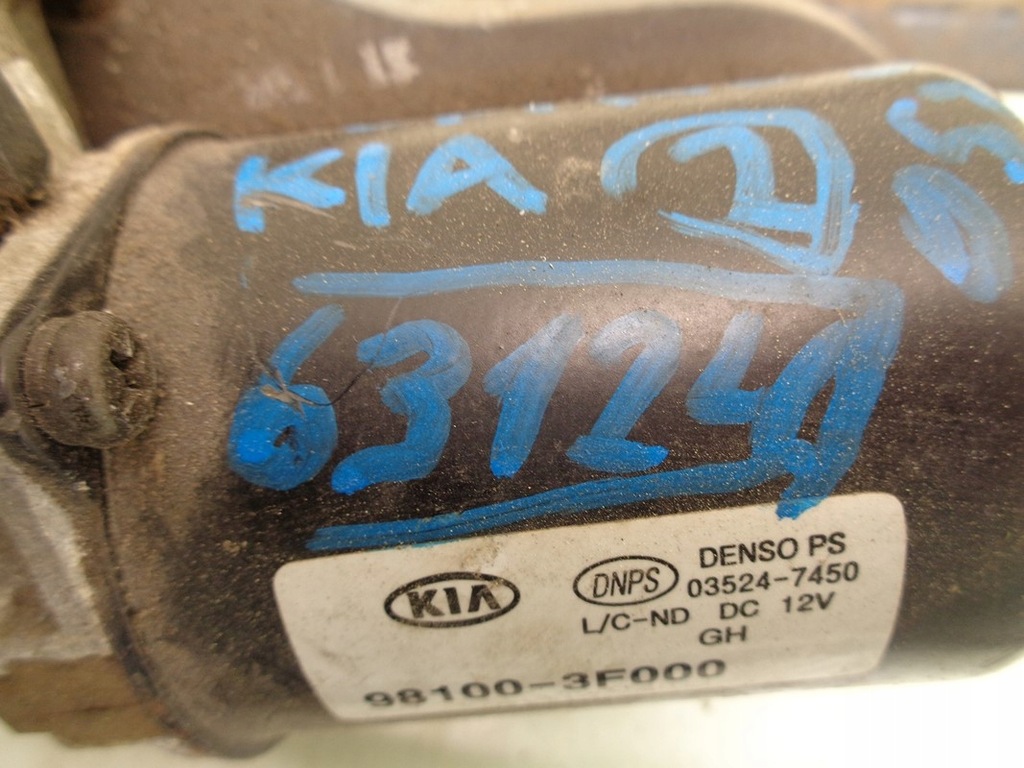 KIA
63124
KIA
DNPS
DENSO PS
03524-7450
L/C-ND DC 12V
GH
98100-3F000